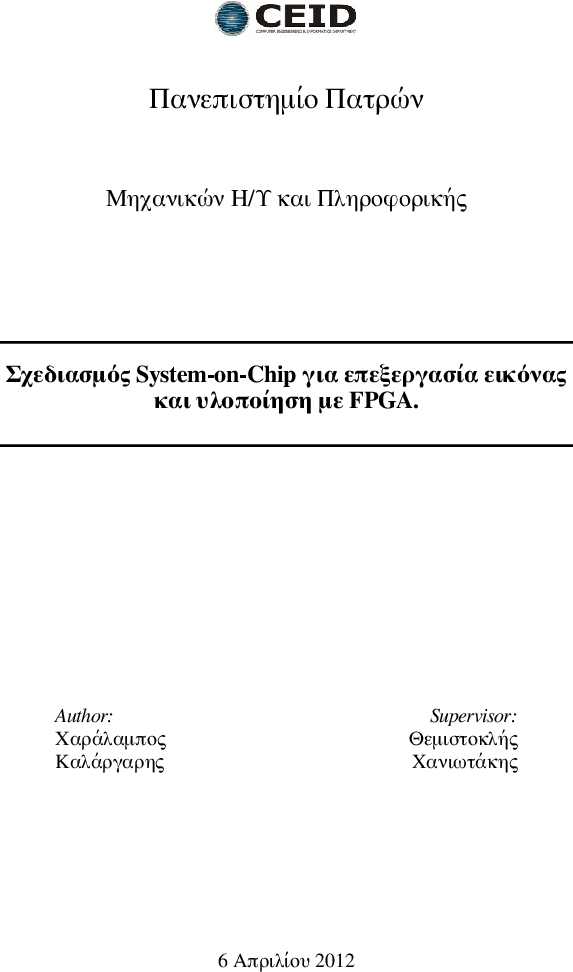 CEID
COMPUTER ENGINEERING & INFORMATICS DEPARTMENT
Πανεπιστημίο Πατρών
Μηχανικών Η/Υ και Πληροφορικής
Σχεδιασμός System-on-Chip για επεξεργασία εικόνας
και υλοποίηση με FPGA.
Author:
Χαράλαμπος
Καλάργαρης
Supervisor:
Θεμιστοκλής
Χανιωτάκης
6 Απριλίου 2012